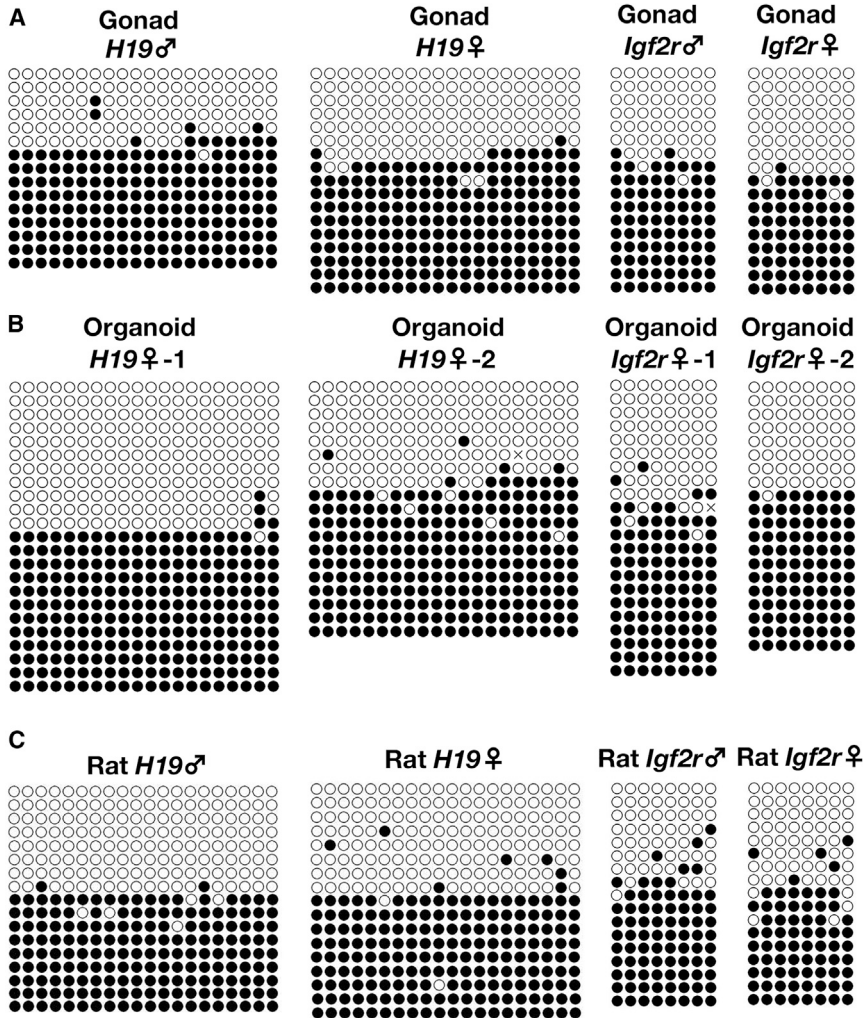 A
Gonad
H19♂
Gonad
H19♀
Gonad
Igf2r♂
Gonad
Igf2r♀
B
Organoid
H19♀-1
Organoid
H19♀-2
Organoid
Igf2r♀-1
Organoid
Igf2r♀-2
C
Rat H19♂
Rat H19♀
Rat Igf2r♂
Rat Igf2r♀